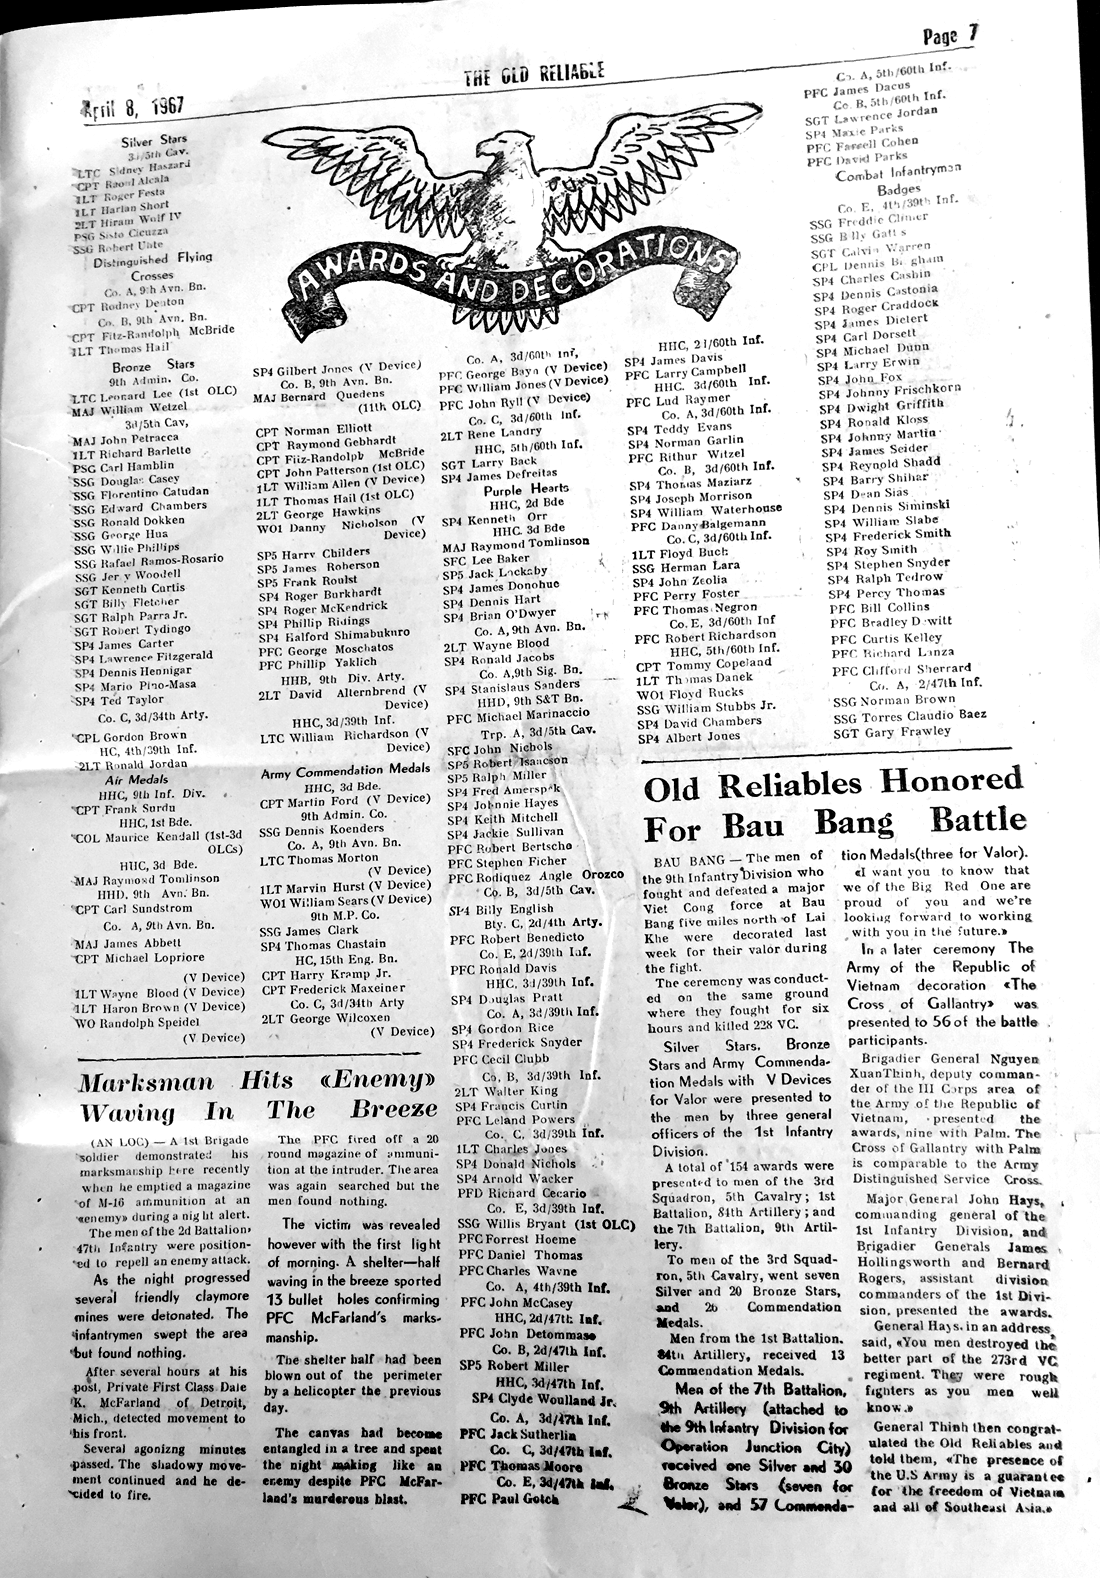 April 8, 1967
THE OLD RELIABLE
Page 7
AWARDS AND DECORATIONS
Silver Stars
3d/5th Cav.
LTC Sidney Haszard
CPT Raoul Alcala
1LT Roger Festa
1LT Harlan Short
2LT Hiram Wolf IV
PSG Sisto Cicuzza
SSG Robert
Distinguished Flying
Crosses
Co. A, 9th Avn. Bn.
CPT Rodney Deaton
Co. B, 9th Avn. Bn.
CPT Fitz-Randolph McBride
1LT Thomas Hail
Bronze Stars
9th Admin. Co.
LTC Leonard Lee (1st OLC)
MAJ William Wetzel
3d/5th Cav,
MAJ John Petracca
1LT Richard Barlette
PSG Carl Hamblin
SSG Douglas Casey
SSG Florentino Catudan
SSG Edward Chambers
SSG Ronald Dokken
SSG George Hua
SSG Willie Phillips
SSG Rafael Ramos-Rosario
SSG Jerry Woodell
SGT Kenneth Curtis
SGT Billy Fletcher
SGT Ralph Parra Jr.
SGT Robert Tydingo
SP4 James Carter
SP4 Lawrence Fitzgerald
SP4 Dennis Hennigar
SP4 Mario Pino-Masa
SP4 Ted Taylor
Co. C, 3d/34th Arty.
CPL Gordon Brown
HC, 4th/39th Inf.
2LT Ronald Jordan
Air Medals
HHC, 9th Inf. Div.
CPT Frank Surdu
HHC, 1st Bde.
COL Maurice Kendall (1st-3d
OLCs)
HHC, 3d Bde.
MAJ Raymond Tomlinson
HHD, 9th Avn. Bn.
CPT Carl Sundstrom
Co. A, 9th Avn. Bn.
MAJ James Abbett
CPT Michael Lopriore
(V Device)
1LT Wayne Blood (V Device)
1LT Haron Brown (V Device)
WO Randolph Speidel
(V Device)
SP4 Gilbert Jones (V Device)
Co. B, 9th Avn. Bn.
MAJ Bernard Quedens
(11th OLC)
CPT Norman Elliott
CPT Raymond Gebhardt
CPT Fitz-Randolph McBride
CPT John Patterson (1st OLC)
1LT William Allen (V Device)
1LT Thomas Hail (1st OLC)
2LT George Hawkins
WO1 Danny Nicholson (V
Device)
SP5 Harry Childers
SP5 James Roberson
SP5 Frank Roulst
SP4 Roger Burkhardt
SP4 Roger McKendrick
SP4 Phillip Ridings
SP4 Ralford Shimabukuro
PFC George Moschatos
PFC Phillip Yaklich
HHB, 9th Div. Arty.
2LT David Alternbrend (V
Device)
HHC, 3d/39th Inf.
LTC William Richardson (V
Device)
Army Commendation Medals
HHC, 3d Bde.
CPT Martin Ford (V Device)
9th Admin. Co.
SSG Dennis Koenders
Co. A, 9th Avn. Bn.
LTC Thomas Morton
(V Device)
1LT Marvin Hurst (V Device)
WO1 William Sears (V Device)
9th M.P. Co.
SSG James Clark
SP4 Thomas Chastain
HC, 15th Eng. Bn.
CPT Harry Kramp Jr.
CPT Frederick Maxeiner
Co. C, 3d/34th Arty
2LT George Wilcoxen
(V Device)
Co. A, 3d/60th Inf,
PFC George Bayn (V Device)
PFC William Jones (V Device)
PFC John Ryll (V Device)
Co. C, 3d/60th Inf.
2LT Rene Landry
HHC, 5th/60th Inf.
SGT Larry Back
SP4 James Defreitas
Purple Hearts
HHC, 2d Bde
SP4 Kenneth Orr
HHC. 3d Bde
MAJ Raymond Tomlinson
SFC Lee Baker
SP5 Jack Lockaby
SP4 James Donohue
SP4 Dennis Hart
SP4 Brian O'Dwyer
Co. A, 9th Avn. Bn.
2LT Wayne Blood
SP4 Ronald Jacobs
Co. A, 9th Sig. Bn.
SP4 Stanislaus Sanders
HHD, 9th S&T Bn.
PFC Michael Marinaccio
Trp. A, 3d/5th Cav.
SFC John Nichols
SP5 Robert Isaacson
SP5 Ralph Miller
SP4 Fred Amerspek
SP4 Johnnie Hayes
SP4 Keith Mitchell
SP4 Jackie Sullivan
PFC Robert Bertscho
PFC Stephen Ficher
PFC Rodiquez Angle Orozco
Co. B, 3d/5th Cav.
SP4 Billy English
Bty. C, 2d/4th Arty.
PFC Robert Benedicto
Co. E, 2d/39th Inf.
PFC Ronald Davis
HHC, 3d/39th Inf.
SP4 Douglas Pratt
Co. A, 3d/39th Inf.
SP4 Gordon Rice
SP4 Frederick Snyder
PFC Cecil Clubb
Co. B, 3d/39th Inf.
2LT Walter King
SP4 Francis Curtin
PFC Leland Powers
Co. C, 3d/39th Inf.
1LT Charles Jones
SP4 Donald Nichols
SP4 Arnold Wacker
PFD Richard Cecario
Co. E, 3d/39th Inf.
SSG Willis Bryant (1st OLC)
PFC Forrest Hoeme
PFC Daniel Thomas
PFC Charles Wayne
Co. A, 4th/39th Inf.
PFC John McCasey
HHC, 2d/47th Inf.
PFC John Detommaso
Co. B, 2d/47th Inf.
SP5 Robert Miller
HHC, 3d/47th Inf.
SP4 Clyde Woulland Jr.
Co. A, 3d/47th Inf.
PFC Jack Sutherlin
Co. C, 3d/47th Inf.
PFC Thomas Moore
Co. E, 3d/47th Inf.
PFC Paul Gotch
HHC, 2d/60th Inf.
SP4 James Davis
PFC Larry Campbell
HHC. 3d/60th Inf.
PFC Lud Raymer
Co. A, 3d/60th Inf.
SP4 Teddy Evans
SP4 Norman Garlin
PFC Rithur Witzel
Co. B, 3d/60th Inf.
SP4 Thomas Maziarz
SP4 Joseph Morrison
SP4 William Waterhouse
PFC Danny Balgemann
Co. C, 3d/60th Inf.
1LT Floyd Buch
SSG Herman Lara
SP4 John Zeolia
PFC Perry Foster
PFC Thomas Negron
Co. E, 3d/60th Inf
PFC Robert Richardson
HHC, 5th/60th Inf.
CPT Tommy Copeland
1LT Thomas Danek
WO1 Floyd Rucks
SSG William Stubbs Jr.
SP4 David Chambers
SP4 Albert Jones
Co. A, 5th/60th Inf.
PFC James Dacus
Co. B, 5th/60th Inf.
SGT Lawrence Jordan
SP4 Maxie Parks
PFC Fassell Cohen
PFC David Parks
Combat Infantryman
Badges
Co. E, 4th/39th Inf.
SSG Freddie Climer
SSG Billy Gatt s
SGT Calvin Warren
CPL Dennis
SP4 Charles Cashin
SP4 Dennis Castonia
SP4 Roger Craddock
SP4 James Dielert
SP4 Carl Dorsett
SP4 Michael Dunn
SP4 Larry Erwin
SP4 John Fox
SP4 Johnny Frischkorn
SP4 Dwight Griffith
SP4 Ronald Kloss
SP4 Johnny Martin
SP4 James Seider
SP4 Reynold Shadd
SP4 Barry Shihar
SP4 Dean Sias
SP4 Dennis Siminski
SP4 William Slabe
SP4 Frederick Smith
SP4 Roy Smith
SP4 Stephen Snyder
SP4 Ralph Tedrow
SP4 Percy Thomas
PFC Bill Collins
PFC Bradley Dewitt
PFC Curtis Kelley
PFC Richard Lanza
PFC Clifford Sherrard
Co. A, 2/47th Inf.
SSG Norman Brown
SSG Torres Claudio Baez
SGT Gary Frawley
Marksman Hits «Enemy»
Waving In The Breeze
(AN LOC) — A 1st Brigade
soldier demonstrated his
marksmanship here recently
when he emptied a magazine
of M-16 ammunition at an
«enemy» during a night alert.
The men of the 2d Battalion,
47th Infantry were position-
ed to repell an enemy attack.
As the night progressed
several friendly claymore
mines were detonated. The
infantrymen swept the area
but found nothing.
After several hours at his
post, Private First Class Dale
K. McFarland of Detroit,
Mich., detected movement to
his front.
Several agonizng minutes
passed. The shadowy move-
ment continued and he de-
cided to fire.
The PFC fired off a 20
round magazine of ammuni-
tion at the intruder. The area
was again searched but the
men found nothing.
The victim was revealed
however with the first light
of morning. A shelter—half
waving in the breeze sported
13 bullet holes confirming
PFC McFarland's marks-
manship.
The shelter half had been
blown out of the perimeter
by a helicopter the previous
day.
The canvas had become
entangled in a tree and spent
the night making like an
enemy despite PFC McFar-
land's murderous blast.
Old Reliables Honored
For Bau Bang Battle
BAU BANG — The men of
the 9th Infantry Division who
fought and defeated a major
Viet Cong force at Bau
Bang five miles north of Lai
Khe were decorated last
week for their valor during
the fight.
The ceremony was conduct-
ed on the same ground
where they fought for six
hours and killed 228 VC.
Silver Stars, Bronze
Stars and Army Commenda-
tion Medals with V Devices
for Valor were presented to
the men by three general
officers of the 1st Infantry
Division.
A total of 154 awards were
presented to men of the 3rd
Squadron, 5th Cavalry; 1st
Battalion, 84th Artillery; and
the 7th Battalion, 9th Artil-
lery.
To men of the 3rd Squad-
ron, 5th Cavalry, went seven
Silver and 20 Bronze Stars,
and 26 Commendation
Medals.
Men from the 1st Battalion,
84th Artillery, received 13
Commendation Medals.
Men of the 7th Battalion,
9th Artillery (attached to
the 9th Infantry Division for
Operation Junction City)
received one Silver and 30
Bronze Stars (seven for
Valor), and 57 Commenda-
tion Medals(three for Valor).
«I want you to know that
we of the Big Red One are
proud of you and we're
looking forward to working
with you in the future.»
In a later ceremony The
Army of the Republic of
Vietnam decoration «The
Cross of Gallantry» was
presented to 56 of the battle
participants.
Brigadier General Nguyen
XuanThinh, deputy comman-
der of the III Corps area of
the Army of the Republic of
Vietnam, presented the
awards, nine with Palm. The
Cross of Gallantry with Palm
is comparable to the Army
Distinguished Service Cross.
Major General John Hays,
commanding general of the
1st Infantry Division, and
Brigadier Generals James
Hollingsworth and Bernard
Rogers, assistant division
commanders of the 1st Divi-
sion, presented the awards.
General Hays, in an address,
said, «You men destroyed the
better part of the 273rd VC
regiment. They were rough
fighters as you men well
know.»
General Thinh then congrat-
ulated the Old Reliables and
told them, «The presence of
the U.S Army is a guarantee
for the freedom of Vietnam
and all of Southeast Asia.»